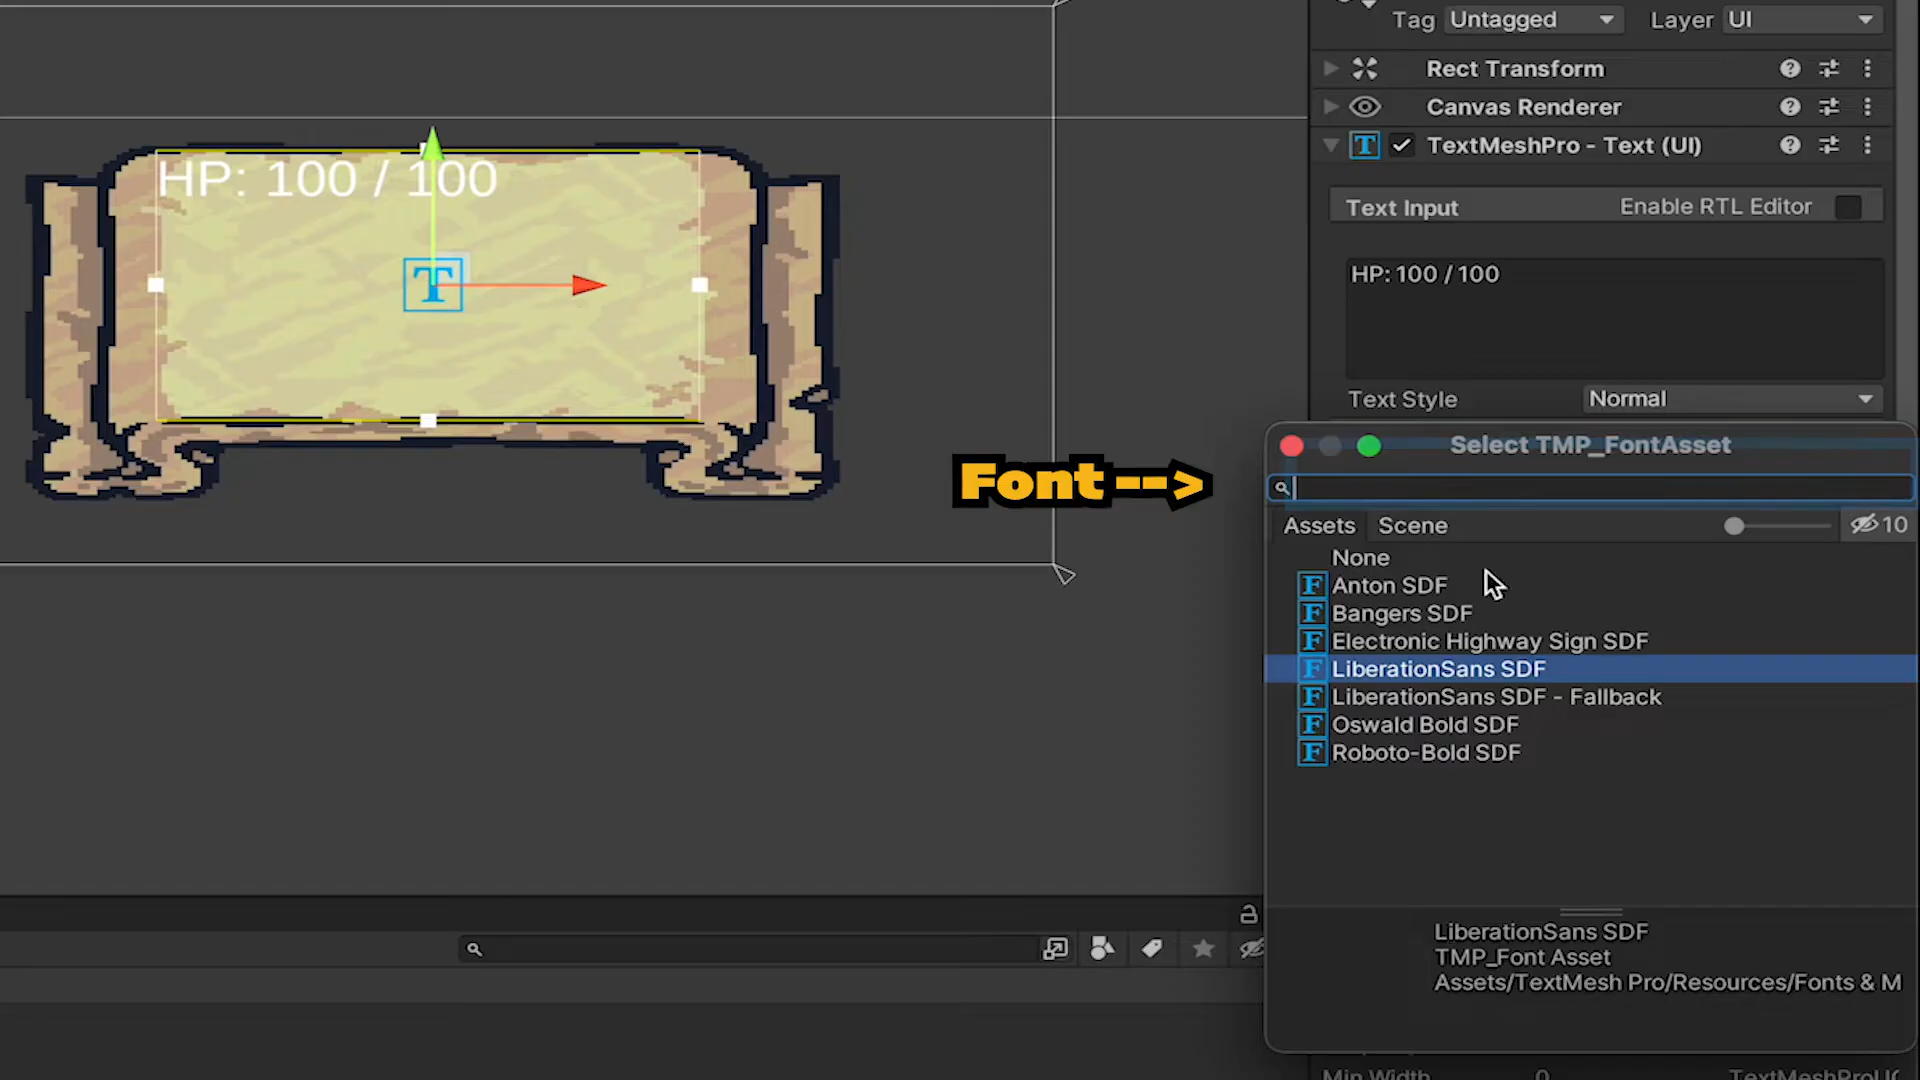 Tag Untagged Layer UI
Rect Transform
Canvas Renderer
TextMeshPro - Text (UI)
HP: 100 / 100
Text Input Enable RTL Editor
HP: 100 / 100
Text Style Normal
Select TMP_FontAsset
Font -->
Assets Scene 10
None
Anton SDF
Bangers SDF
Electronic Highway Sign SDF
LiberationSans SDF
LiberationSans SDF - Fallback
Oswald Bold SDF
Roboto-Bold SDF
LiberationSans SDF
TMP_Font Asset
Assets/TextMesh Pro/Resources/Fonts & M
Min Width 0